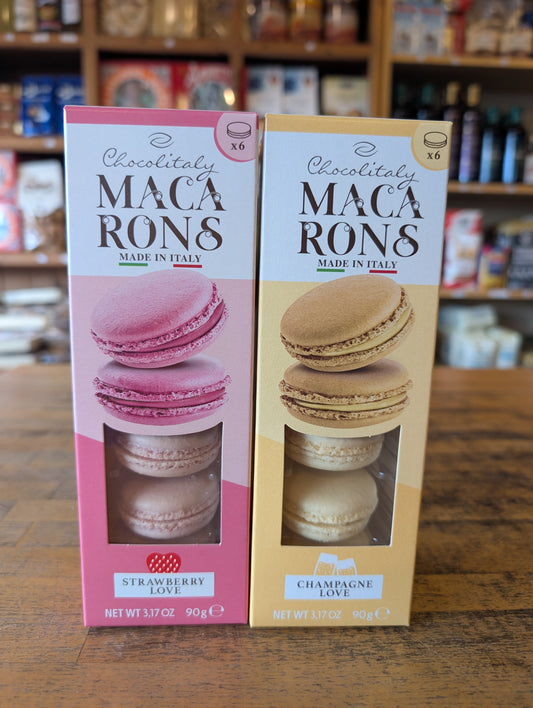 x6
Chocolitaly
MACA
RONS
MADE IN ITALY
STRAWBERRY
LOVE
NET WT 3,17 OZ 90g e
x6
Chocolitaly
MACA
RONS
MADE IN ITALY
CHAMPAGNE
LOVE
NET WT 3,17 OZ 90g e